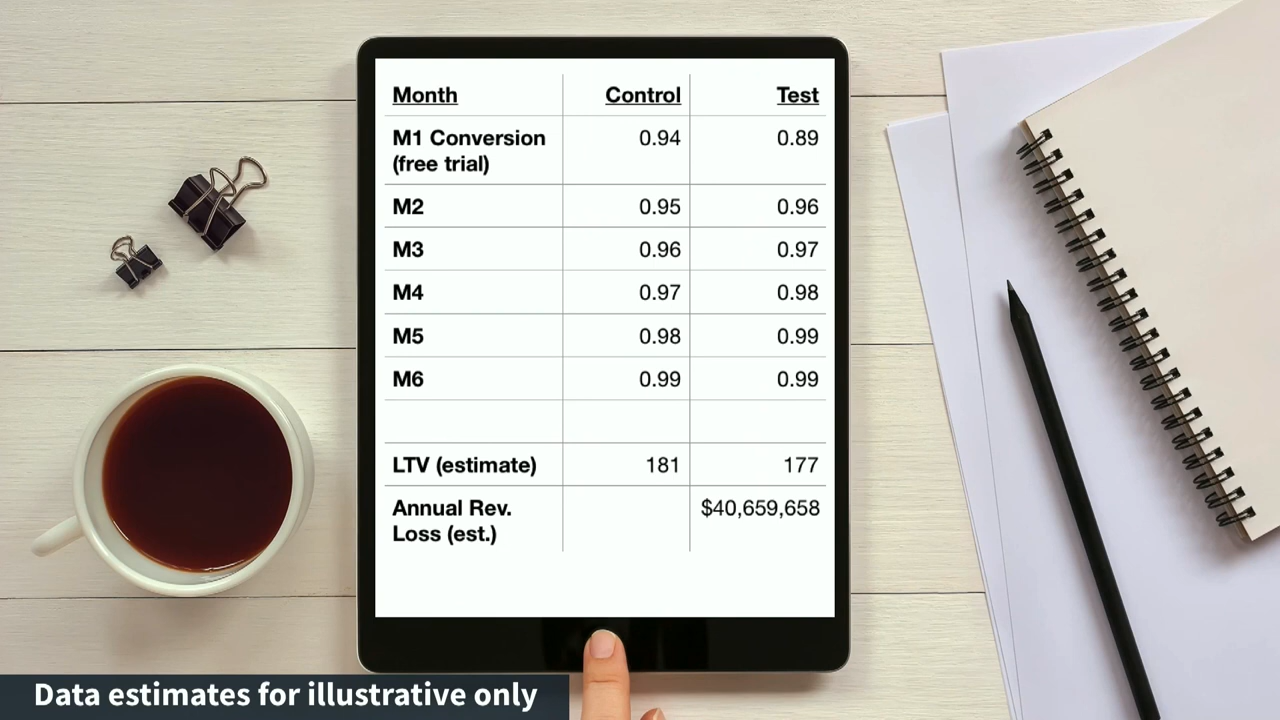 Month Control Test
M1 Conversion 0.94 0.89
(free trial)
M2 0.95 0.96
M3 0.96 0.97
M4 0.97 0.98
M5 0.98 0.99
M6 0.99 0.99
LTV (estimate) 181 177
Annual Rev. $40,659,658
Loss (est.)
Data estimates for illustrative only